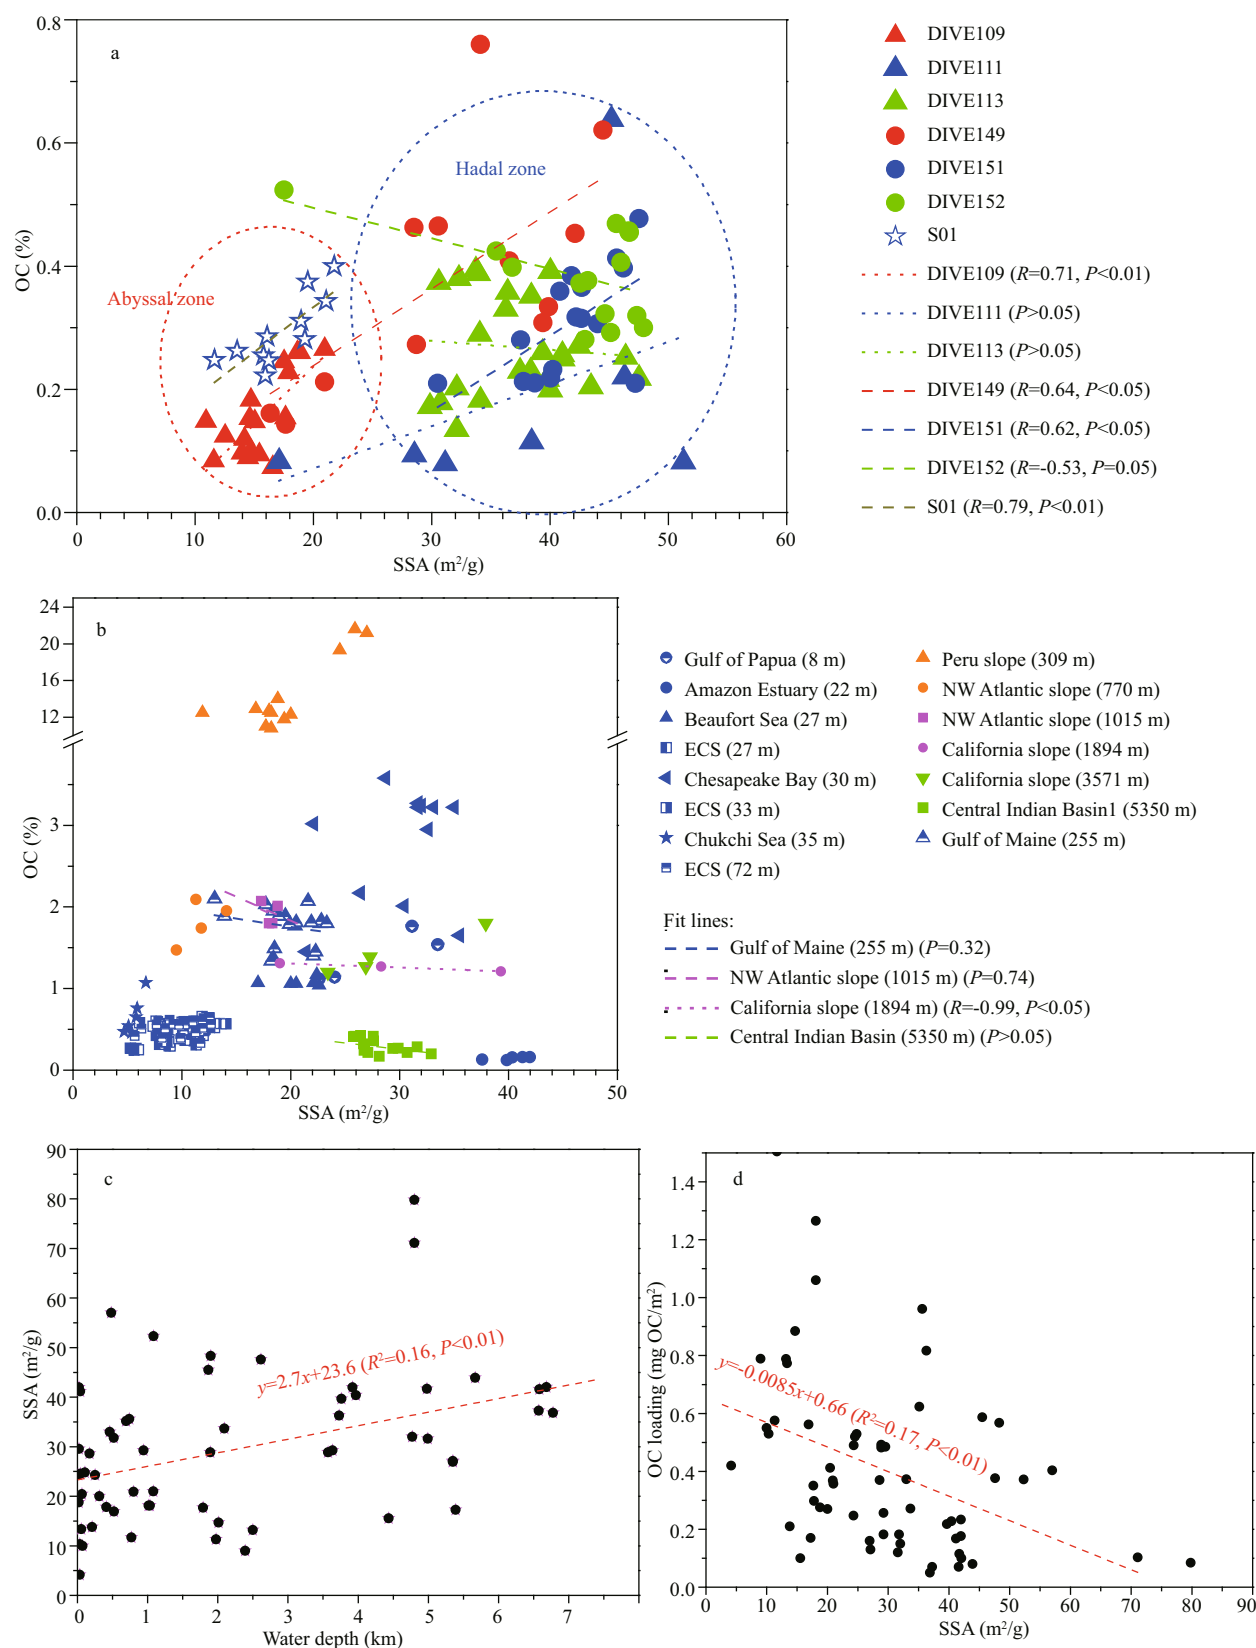 a
0.8
0.6
0.4
0.2
0.0
OC (%)
Hadal zone
Abyssal zone
0 10 20 30 40 50 60
SSA (m²/g)
DIVE109
DIVE111
DIVE113
DIVE149
DIVE151
DIVE152
S01
DIVE109 (R=0.71, P<0.01)
DIVE111 (P>0.05)
DIVE113 (P>0.05)
DIVE149 (R=0.64, P<0.05)
DIVE151 (R=0.62, P<0.05)
DIVE152 (R=-0.53, P=0.05)
S01 (R=0.79, P<0.01)
b
24
20
16
12
3
2
1
0
OC (%)
0 10 20 30 40 50
SSA (m²/g)
Gulf of Papua (8 m)
Amazon Estuary (22 m)
Beaufort Sea (27 m)
ECS (27 m)
Chesapeake Bay (30 m)
ECS (33 m)
Chukchi Sea (35 m)
ECS (72 m)
Peru slope (309 m)
NW Atlantic slope (770 m)
NW Atlantic slope (1015 m)
California slope (1894 m)
California slope (3571 m)
Central Indian Basin1 (5350 m)
Gulf of Maine (255 m)
Fit lines:
Gulf of Maine (255 m) (P=0.32)
NW Atlantic slope (1015 m) (P=0.74)
California slope (1894 m) (R=-0.99, P<0.05)
Central Indian Basin (5350 m) (P>0.05)
c
90
80
70
60
50
40
30
20
10
0
SSA (m²/g)
y=2.7x+23.6 (R²=0.16, P<0.01)
0 1 2 3 4 5 6 7
Water depth (km)
d
1.4
1.2
1.0
0.8
0.6
0.4
0.2
0.0
OC loading (mg OC/m²)
y=-0.0085x+0.66 (R²=0.17, P<0.01)
0 10 20 30 40 50 60 70 80 90
SSA (m²/g)